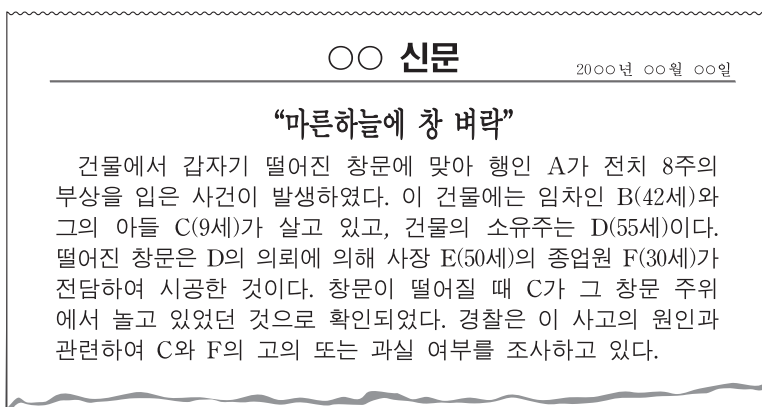 ○○ 신문
20○○년 ○○월 ○○일
“마른하늘에 창 벼락”
건물에서 갑자기 떨어진 창문에 맞아 행인 A가 전치 8주의
부상을 입은 사건이 발생하였다. 이 건물에는 임차인 B(42세)와
그의 아들 C(9세)가 살고 있고, 건물의 소유주는 D(55세)이다.
떨어진 창문은 D의 의뢰에 의해 사장 E(50세)의 종업원 F(30세)가
전담하여 시공한 것이다. 창문이 떨어질 때 C가 그 창문 주위
에서 놀고 있었던 것으로 확인되었다. 경찰은 이 사고의 원인과
관련하여 C와 F의 고의 또는 과실 여부를 조사하고 있다.